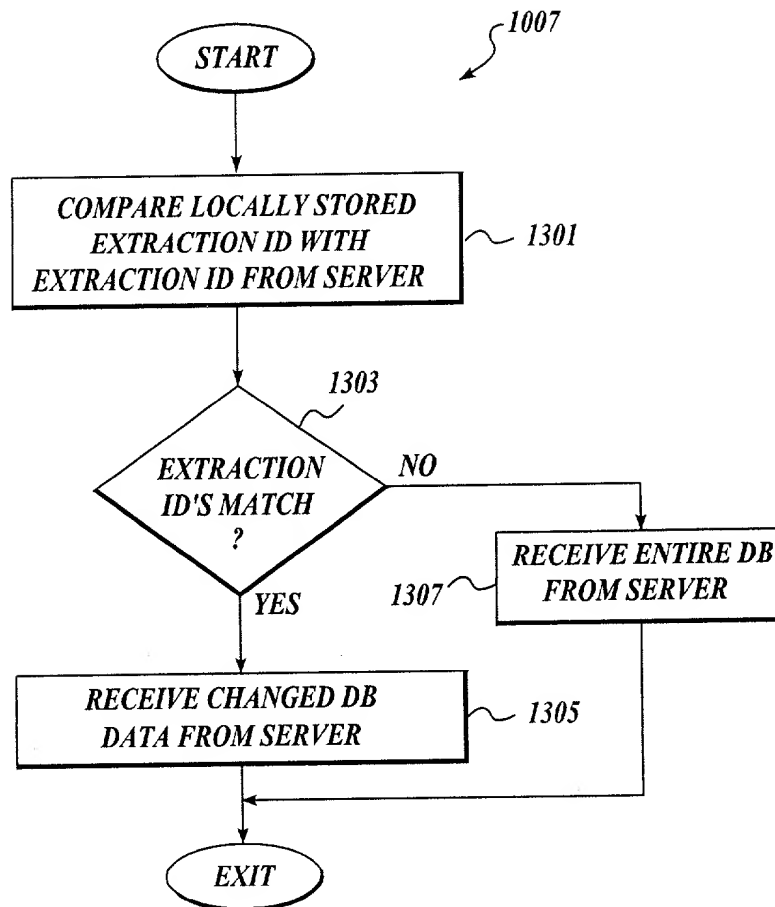 1007
START
COMPARE LOCALLY STORED
EXTRACTION ID WITH
EXTRACTION ID FROM SERVER
1301
1303
EXTRACTION
ID'S MATCH
?
NO
YES
RECEIVE ENTIRE DB
FROM SERVER
1307
RECEIVE CHANGED DB
DATA FROM SERVER
1305
EXIT